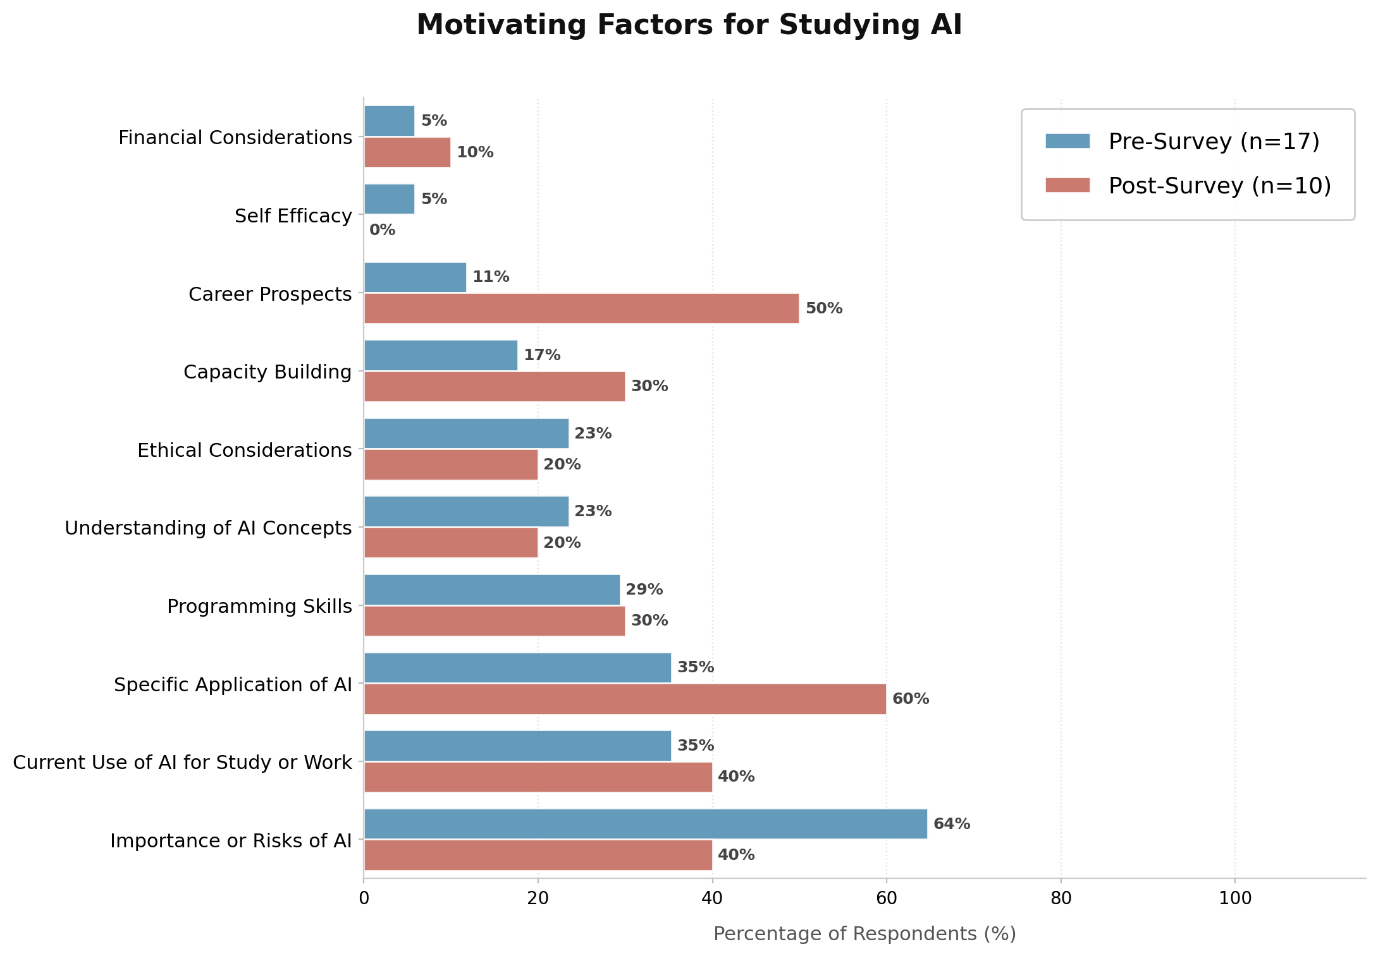 Motivating Factors for Studying AI
Pre-Survey (n=17)
Post-Survey (n=10)
Financial Considerations
5%
10%
Self Efficacy
5%
0%
Career Prospects
11%
50%
Capacity Building
17%
30%
Ethical Considerations
23%
20%
Understanding of AI Concepts
23%
20%
Programming Skills
29%
30%
Specific Application of AI
35%
60%
Current Use of AI for Study or Work
35%
40%
Importance or Risks of AI
64%
40%
0 20 40 60 80 100
Percentage of Respondents (%)